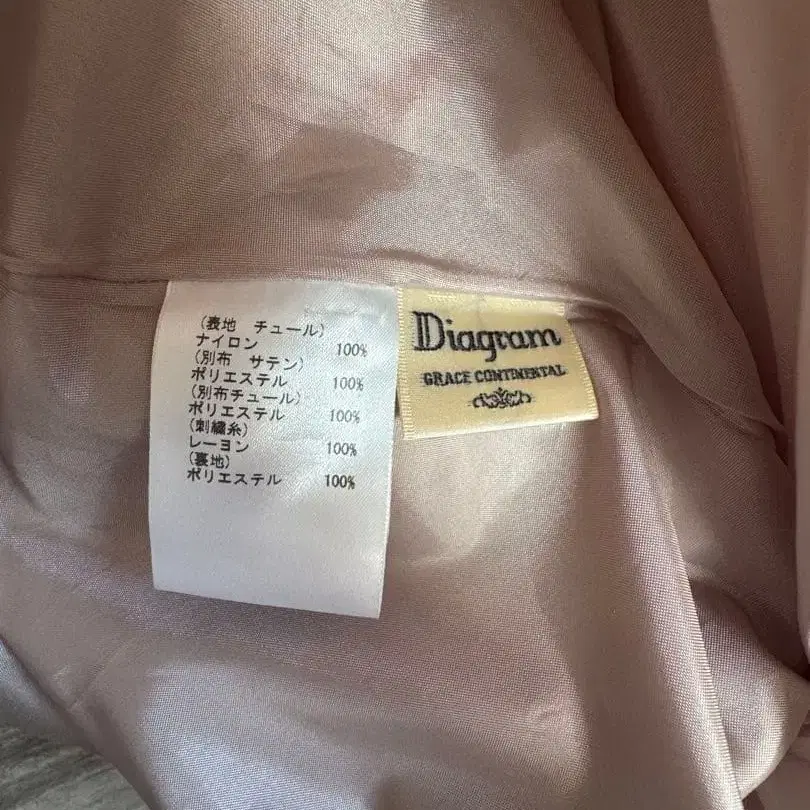 (表地 チュール)
ナイロン 100%
(別布 サテン)
ポリエステル 100%
(別布チュール)
ポリエステル 100%
(刺繍糸)
レーヨン 100%
(裏地)
ポリエステル 100%
Diagram
GRACE CONTINENTAL